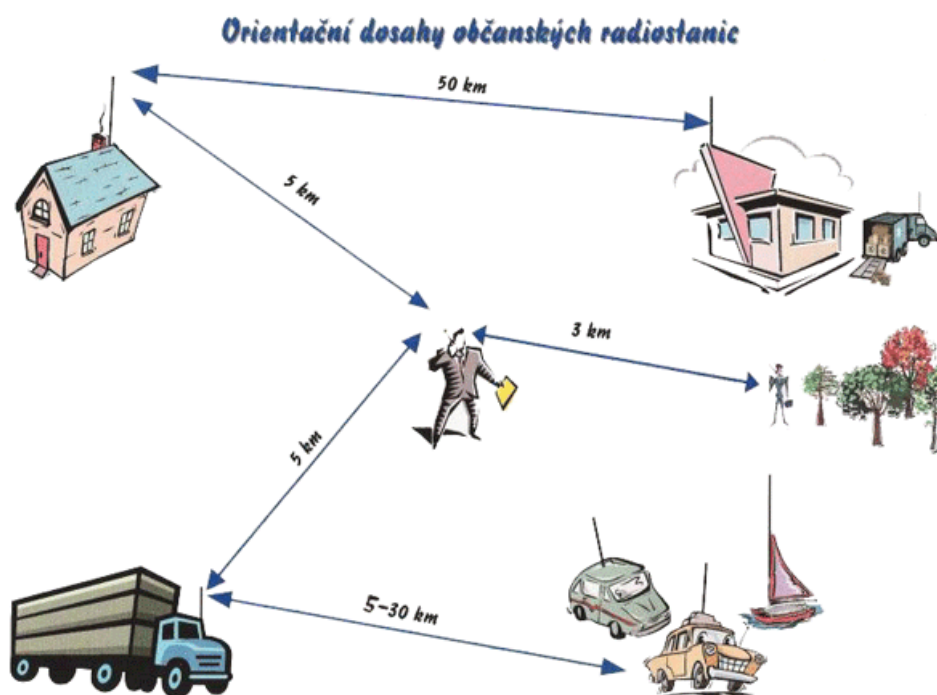 Orientační dosahy občanských radiostanic
50 km
5 km
3 km
5 km
5-30 km